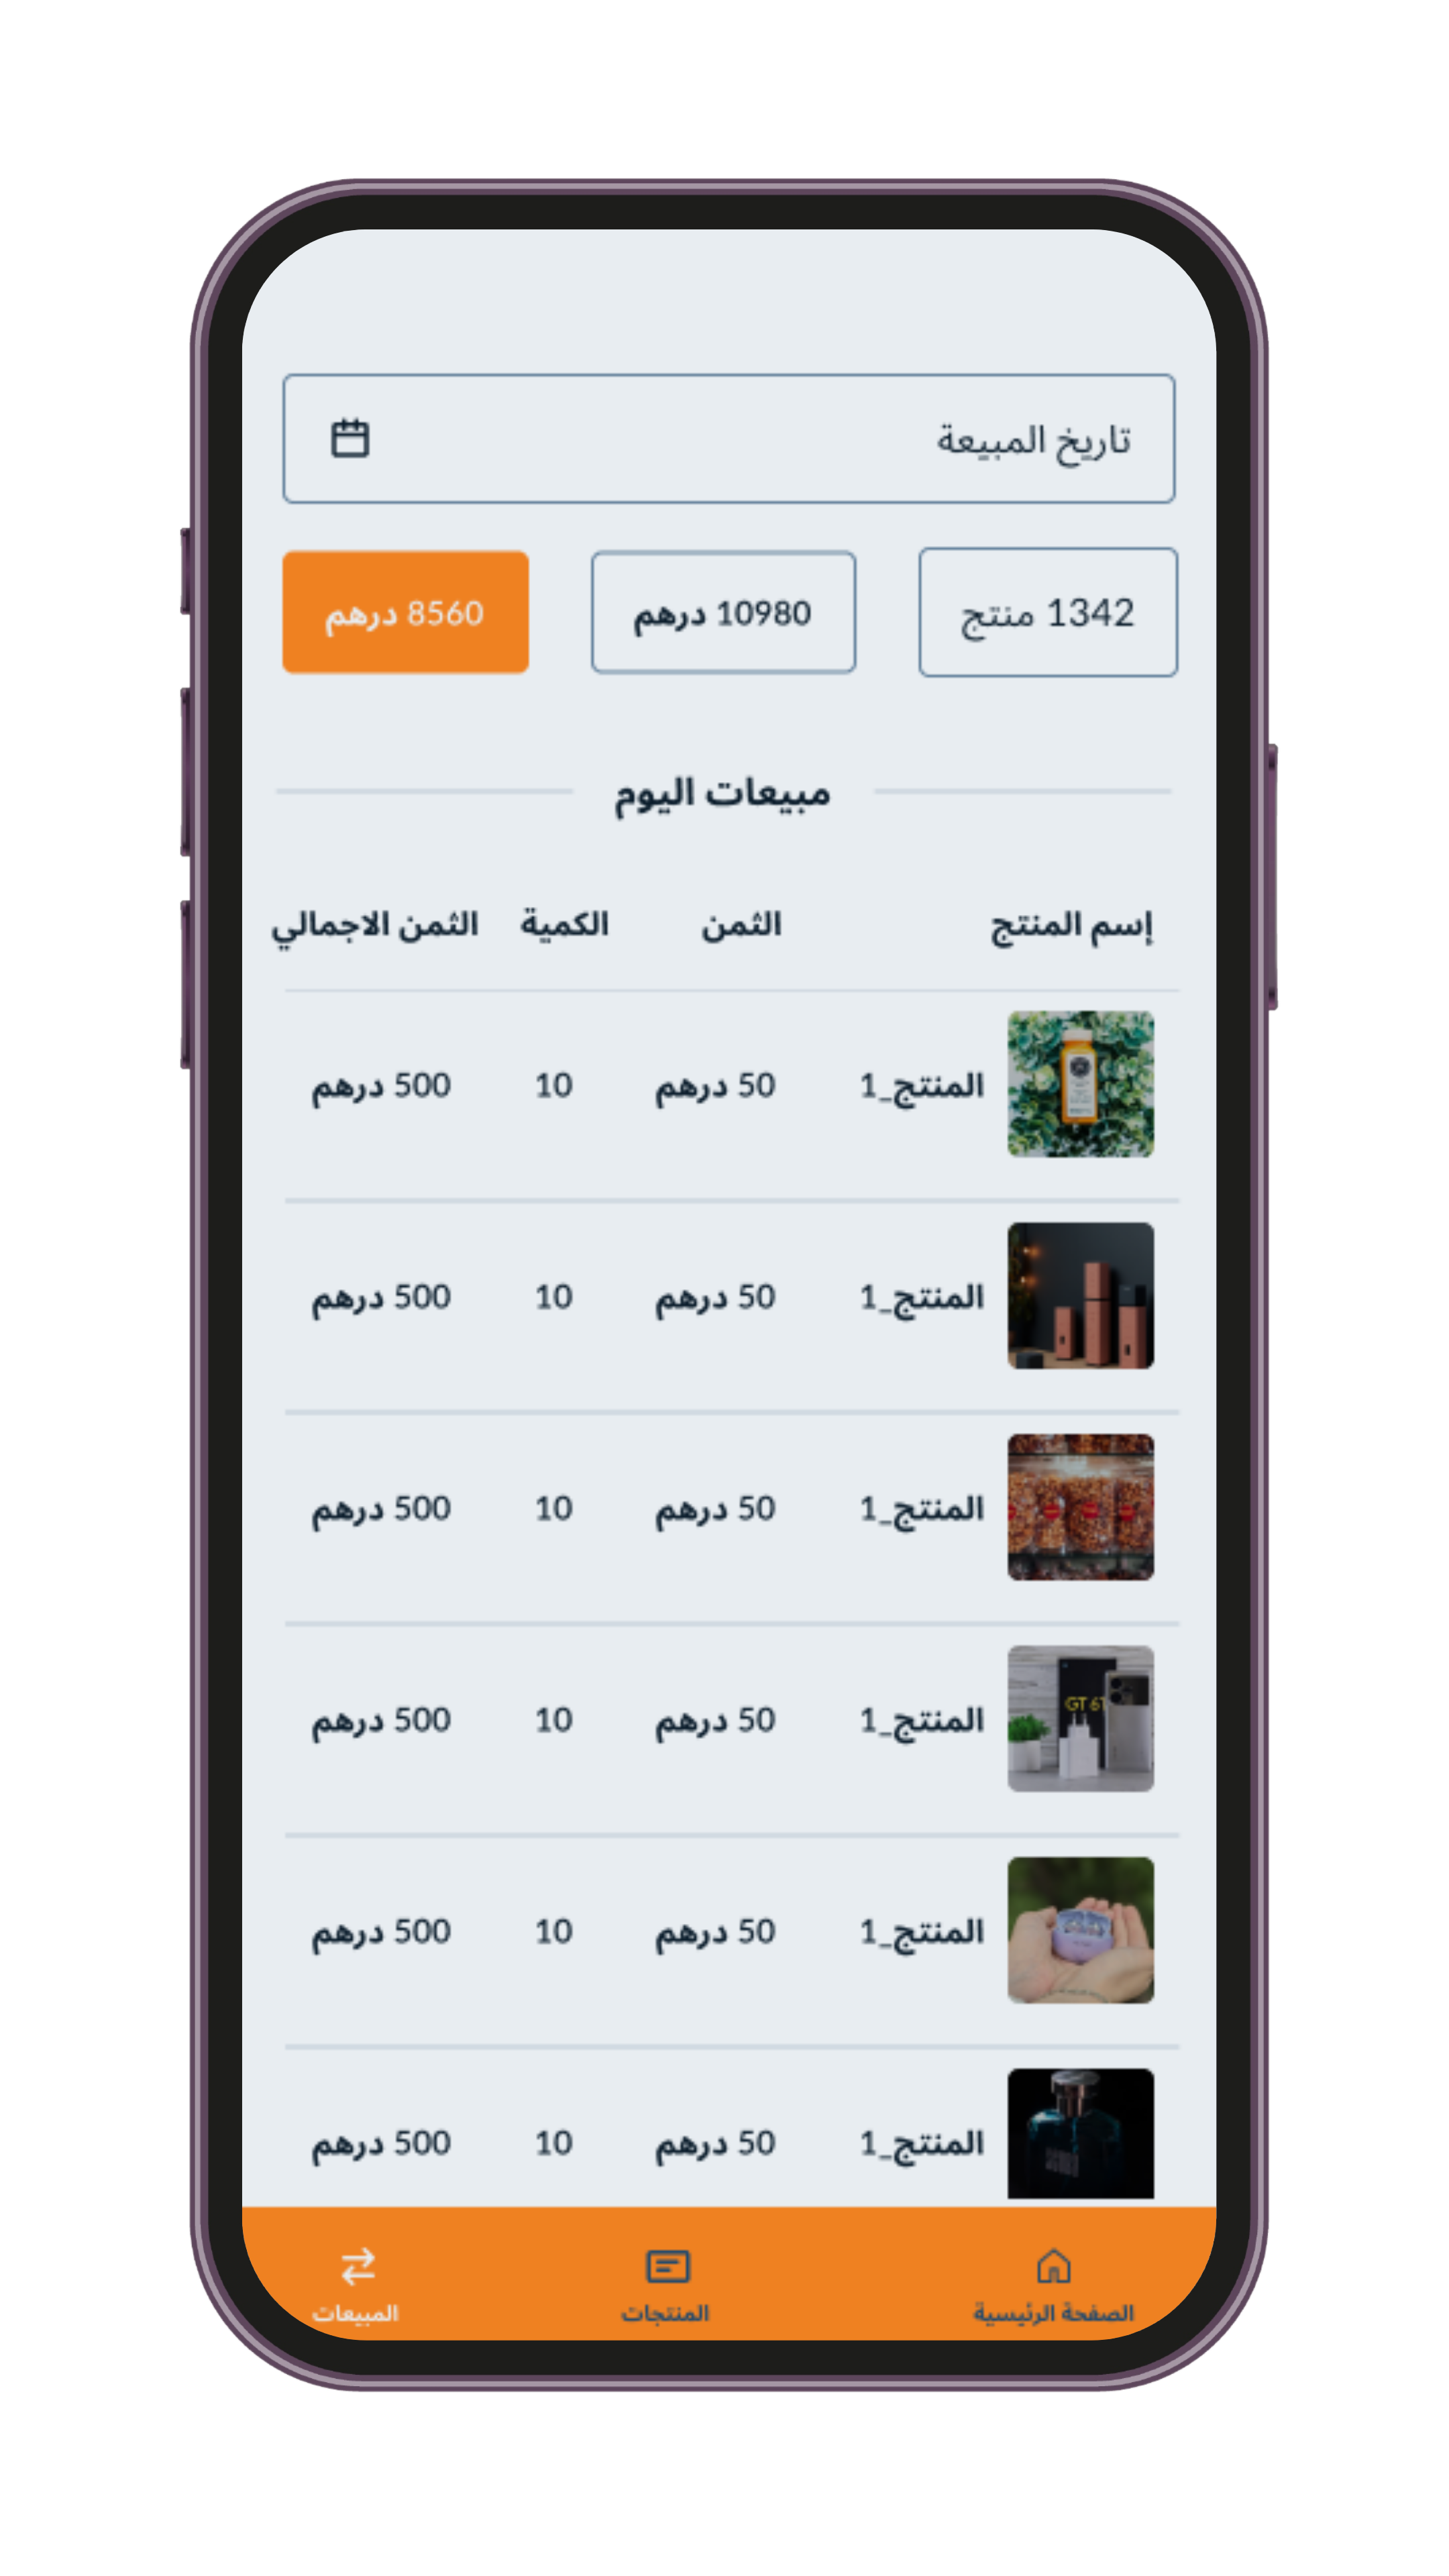 تاريخ المبيعة
1342 منتج
10980 درهم
8560 درهم
مبيعات اليوم
إسم المنتج الثمن الكمية الثمن الاجمالي
المنتج_1 50 درهم 10 500 درهم
المنتج_1 50 درهم 10 500 درهم
المنتج_1 50 درهم 10 500 درهم
GT 6T
المنتج_1 50 درهم 10 500 درهم
المنتج_1 50 درهم 10 500 درهم
المنتج_1 50 درهم 10 500 درهم
الصفحة الرئيسية المنتجات المبيعات